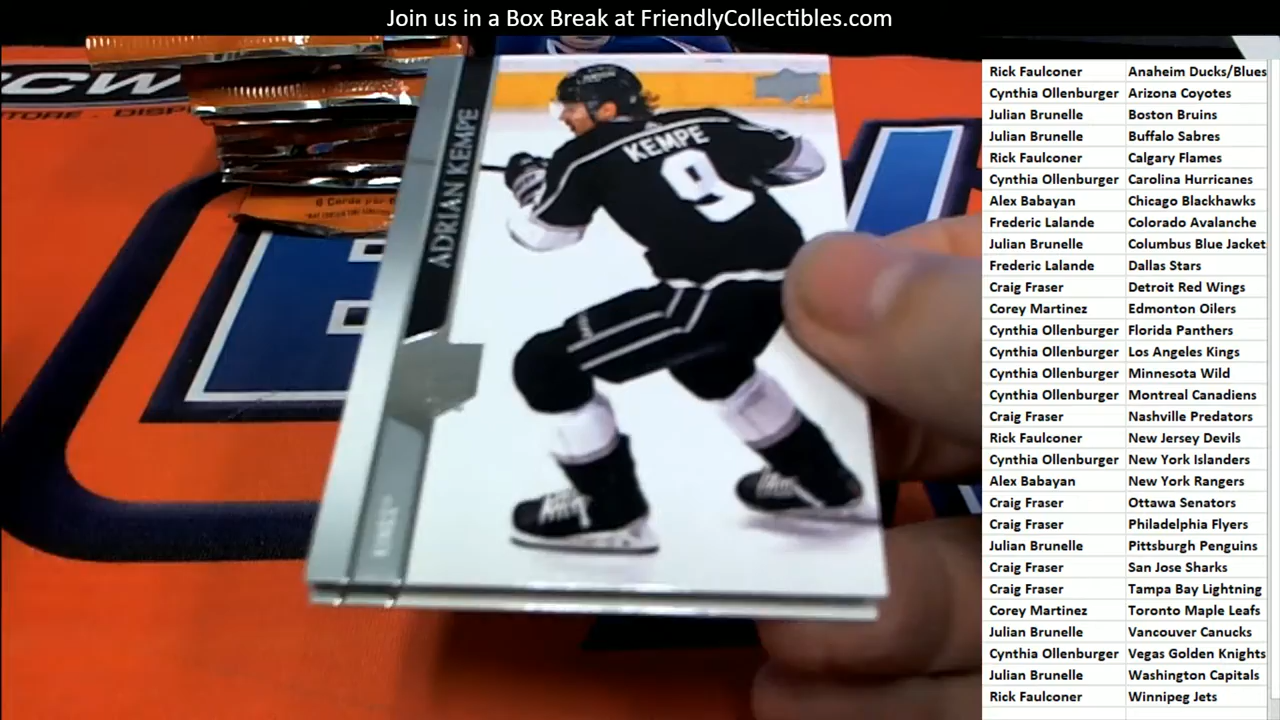 Join us in a Box Break at FriendlyCollectibles.com
CW
TORE - DISP
6 Cards per
ADRIAN KEMPE
KEMPE
9
KINGS
Rick Faulconer Anaheim Ducks/Blues
Cynthia Ollenburger Arizona Coyotes
Julian Brunelle Boston Bruins
Julian Brunelle Buffalo Sabres
Rick Faulconer Calgary Flames
Cynthia Ollenburger Carolina Hurricanes
Alex Babayan Chicago Blackhawks
Frederic Lalande Colorado Avalanche
Julian Brunelle Columbus Blue Jacket
Frederic Lalande Dallas Stars
Craig Fraser Detroit Red Wings
Corey Martinez Edmonton Oilers
Cynthia Ollenburger Florida Panthers
Cynthia Ollenburger Los Angeles Kings
Cynthia Ollenburger Minnesota Wild
Cynthia Ollenburger Montreal Canadiens
Craig Fraser Nashville Predators
Rick Faulconer New Jersey Devils
Cynthia Ollenburger New York Islanders
Alex Babayan New York Rangers
Craig Fraser Ottawa Senators
Craig Fraser Philadelphia Flyers
Julian Brunelle Pittsburgh Penguins
Craig Fraser San Jose Sharks
Craig Fraser Tampa Bay Lightning
Corey Martinez Toronto Maple Leafs
Julian Brunelle Vancouver Canucks
Cynthia Ollenburger Vegas Golden Knights
Julian Brunelle Washington Capitals
Rick Faulconer Winnipeg Jets